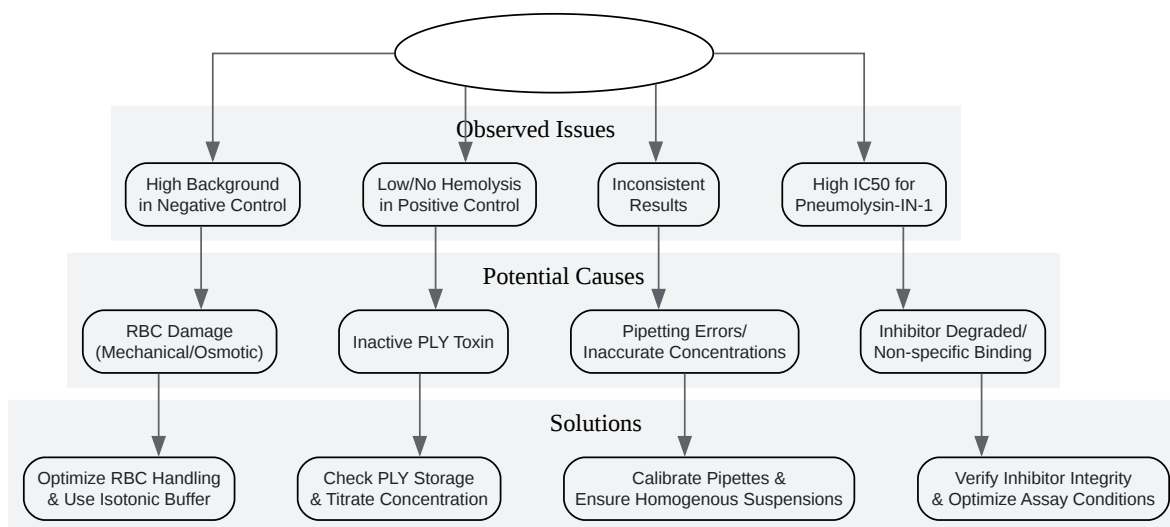 Observed Issues
High Background
in Negative Control
Low/No Hemolysis
in Positive Control
Inconsistent
Results
High IC50 for
Pneumolysin-IN-1
Potential Causes
RBC Damage
(Mechanical/Osmotic)
Inactive PLY Toxin
Pipetting Errors/
Inaccurate Concentrations
Inhibitor Degraded/
Non-specific Binding
Solutions
Optimize RBC Handling
& Use Isotonic Buffer
Check PLY Storage
& Titrate Concentration
Calibrate Pipettes &
Ensure Homogenous Suspensions
Verify Inhibitor Integrity
& Optimize Assay Conditions